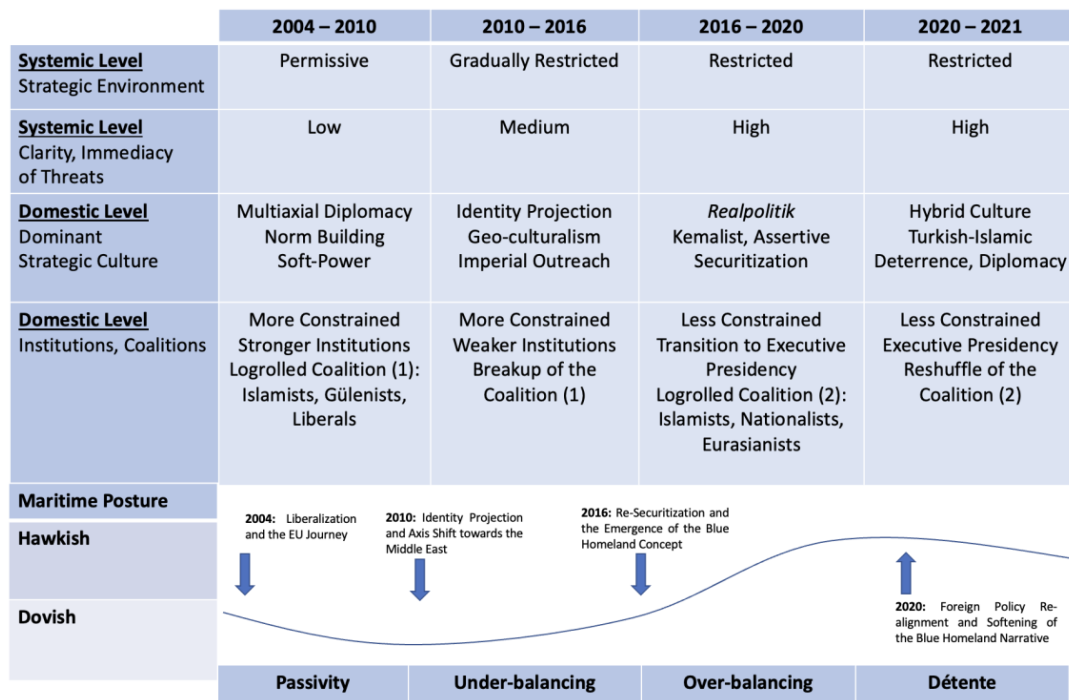 2004 – 2010
2010 – 2016
2016 – 2020
2020 – 2021
Systemic Level
Strategic Environment
Permissive
Gradually Restricted
Restricted
Restricted
Systemic Level
Clarity, Immediacy
of Threats
Low
Medium
High
High
Domestic Level
Dominant
Strategic Culture
Multiaxial Diplomacy
Norm Building
Soft-Power
Identity Projection
Geo-culturalism
Imperial Outreach
Realpolitik
Kemalist, Assertive
Securitization
Hybrid Culture
Turkish-Islamic
Deterrence, Diplomacy
Domestic Level
Institutions, Coalitions
More Constrained
Stronger Institutions
Logrolled Coalition (1):
Islamists, Gülenists,
Liberals
More Constrained
Weaker Institutions
Breakup of the
Coalition (1)
Less Constrained
Transition to Executive
Presidency
Logrolled Coalition (2):
Islamists, Nationalists,
Eurasianists
Less Constrained
Executive Presidency
Reshuffle of the
Coalition (2)
Maritime Posture
Hawkish
Dovish
2004: Liberalization
and the EU Journey
2010: Identity Projection
and Axis Shift towards the
Middle East
2016: Re-Securitization and
the Emergence of the Blue
Homeland Concept
2020: Foreign Policy Re-
alignment and Softening of
the Blue Homeland Narrative
Passivity
Under-balancing
Over-balancing
Détente